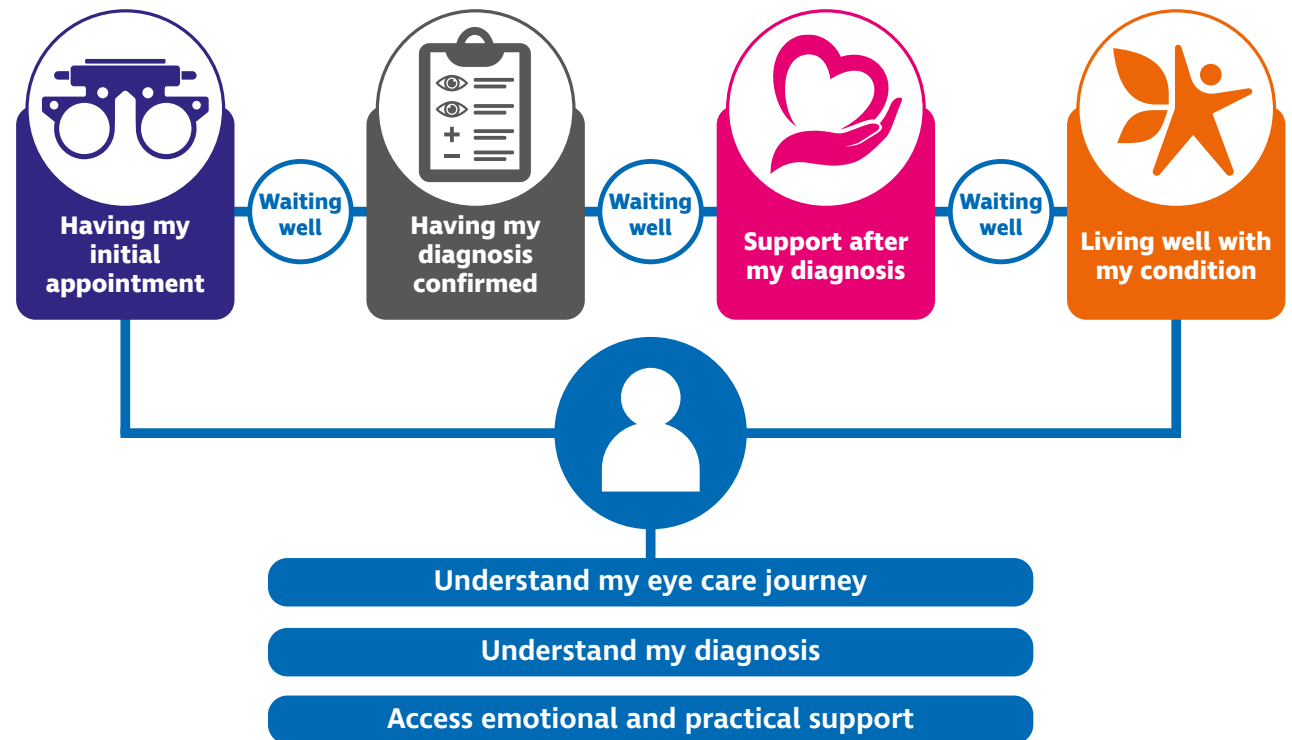 Having my
initial
appointment
Waiting
well
Having my
diagnosis
confirmed
Waiting
well
Support after
my diagnosis
Waiting
well
Living well with
my condition
Understand my eye care journey
Understand my diagnosis
Access emotional and practical support